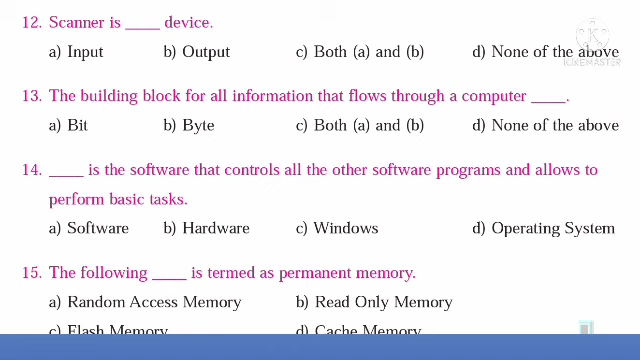 12. Scanner is ____ device.
a) Input b) Output c) Both (a) and (b) d) None of the above
KINEMASTER
13. The building block for all information that flows through a computer ____.
a) Bit b) Byte c) Both (a) and (b) d) None of the above
14. ____ is the software that controls all the other software programs and allows to
perform basic tasks.
a) Software b) Hardware c) Windows d) Operating System
15. The following ____ is termed as permanent memory.
a) Random Access Memory b) Read Only Memory
c) Flash Memory d) Cache Memory